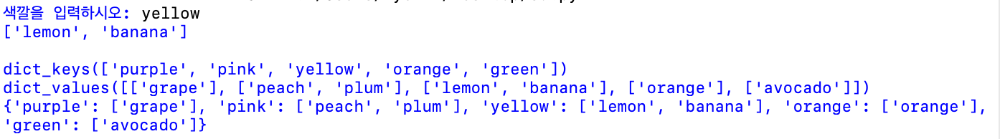 색깔을 입력하시오: yellow
['lemon', 'banana']
dict_keys(['purple', 'pink', 'yellow', 'orange', 'green'])
dict_values([['grape'], ['peach', 'plum'], ['lemon', 'banana'], ['orange'], ['avocado']])
{'purple': ['grape'], 'pink': ['peach', 'plum'], 'yellow': ['lemon', 'banana'], 'orange': ['orange'],
'green': ['avocado']}